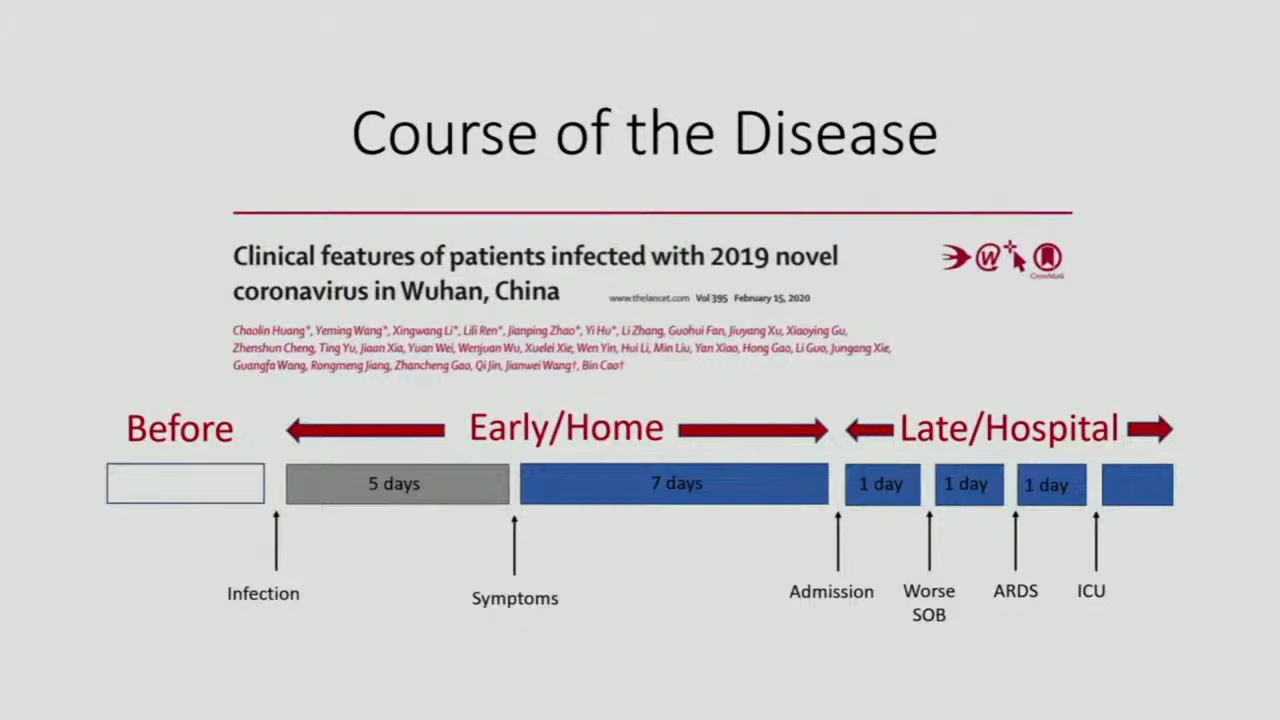 Course of the Disease
Clinical features of patients infected with 2019 novel
coronavirus in Wuhan, China
www.thelancet.com Vol 395 February 15, 2020
W
CrossMark
Chaolin Huang*, Yeming Wang*, Xingwang Li*, Lili Ren*, Jianping Zhao*, Yi Hu*, Li Zhang, Guohui Fan, Jiuyang Xu, Xiaoying Gu,
Zhenshun Cheng, Ting Yu, Jiaan Xia, Yuan Wei, Wenjuan Wu, Xuelei Xie, Wen Yin, Hui Li, Min Liu, Yan Xiao, Hong Gao, Li Guo, Jungang Xie,
Guangfa Wang, Rongmeng Jiang, Zhancheng Gao, Qi Jin, Jianwei Wang†, Bin Cao†
Before
Early/Home
Late/Hospital
5 days
7 days
1 day
1 day
1 day
Infection
Symptoms
Admission
Worse
SOB
ARDS
ICU